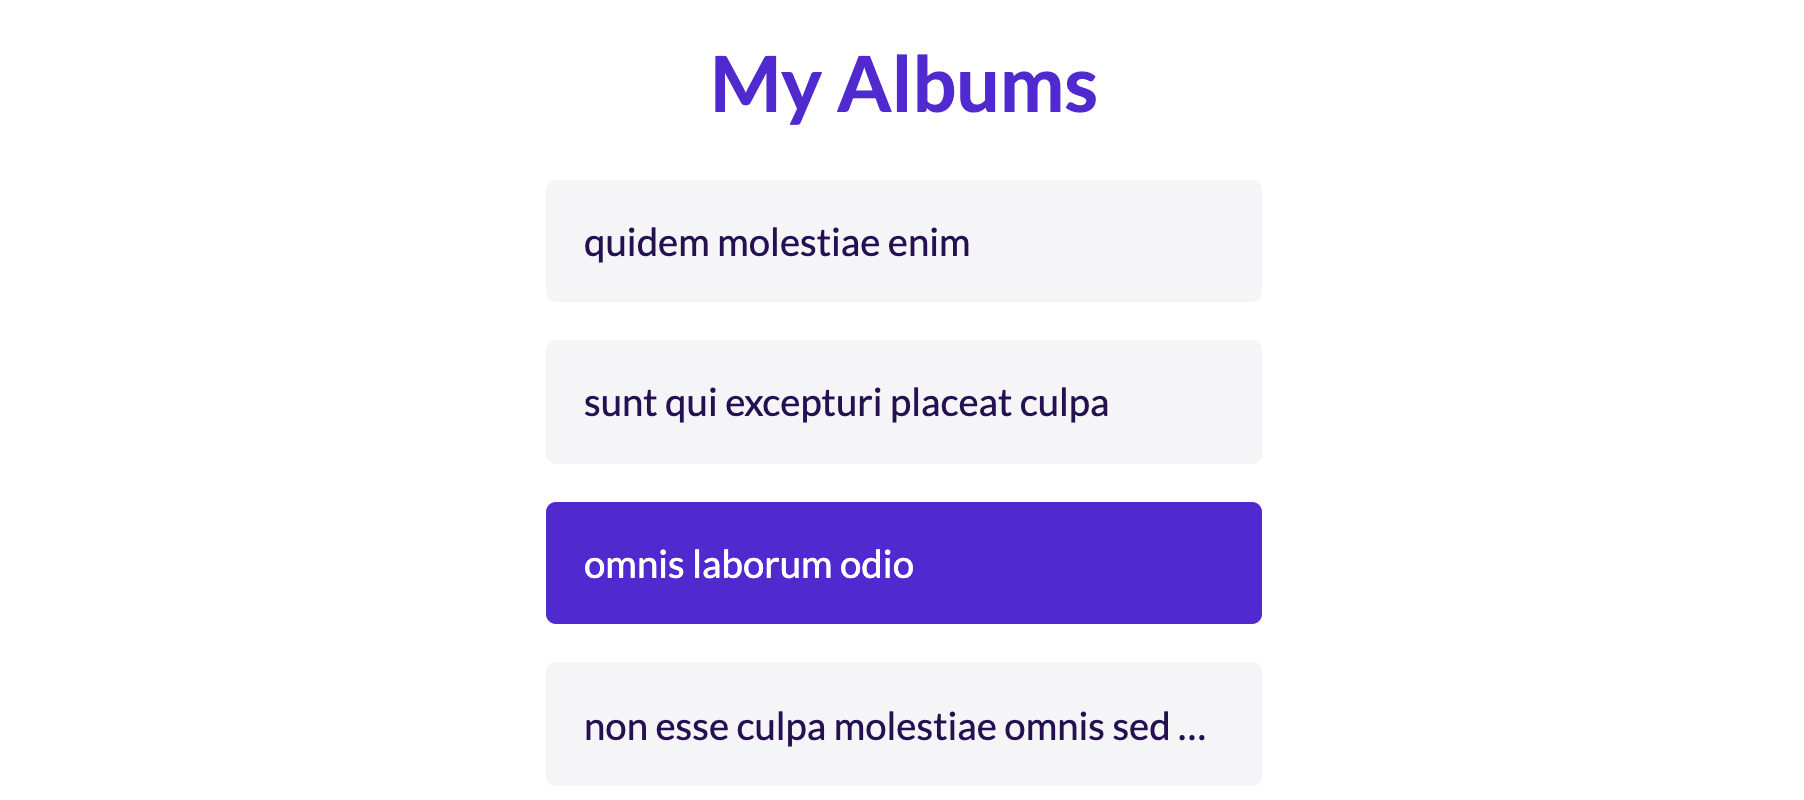 My Albums
quidem molestiae enim
sunt qui excepturi placeat culpa
omnis laborum odio
non esse culpa molestiae omnis sed ...